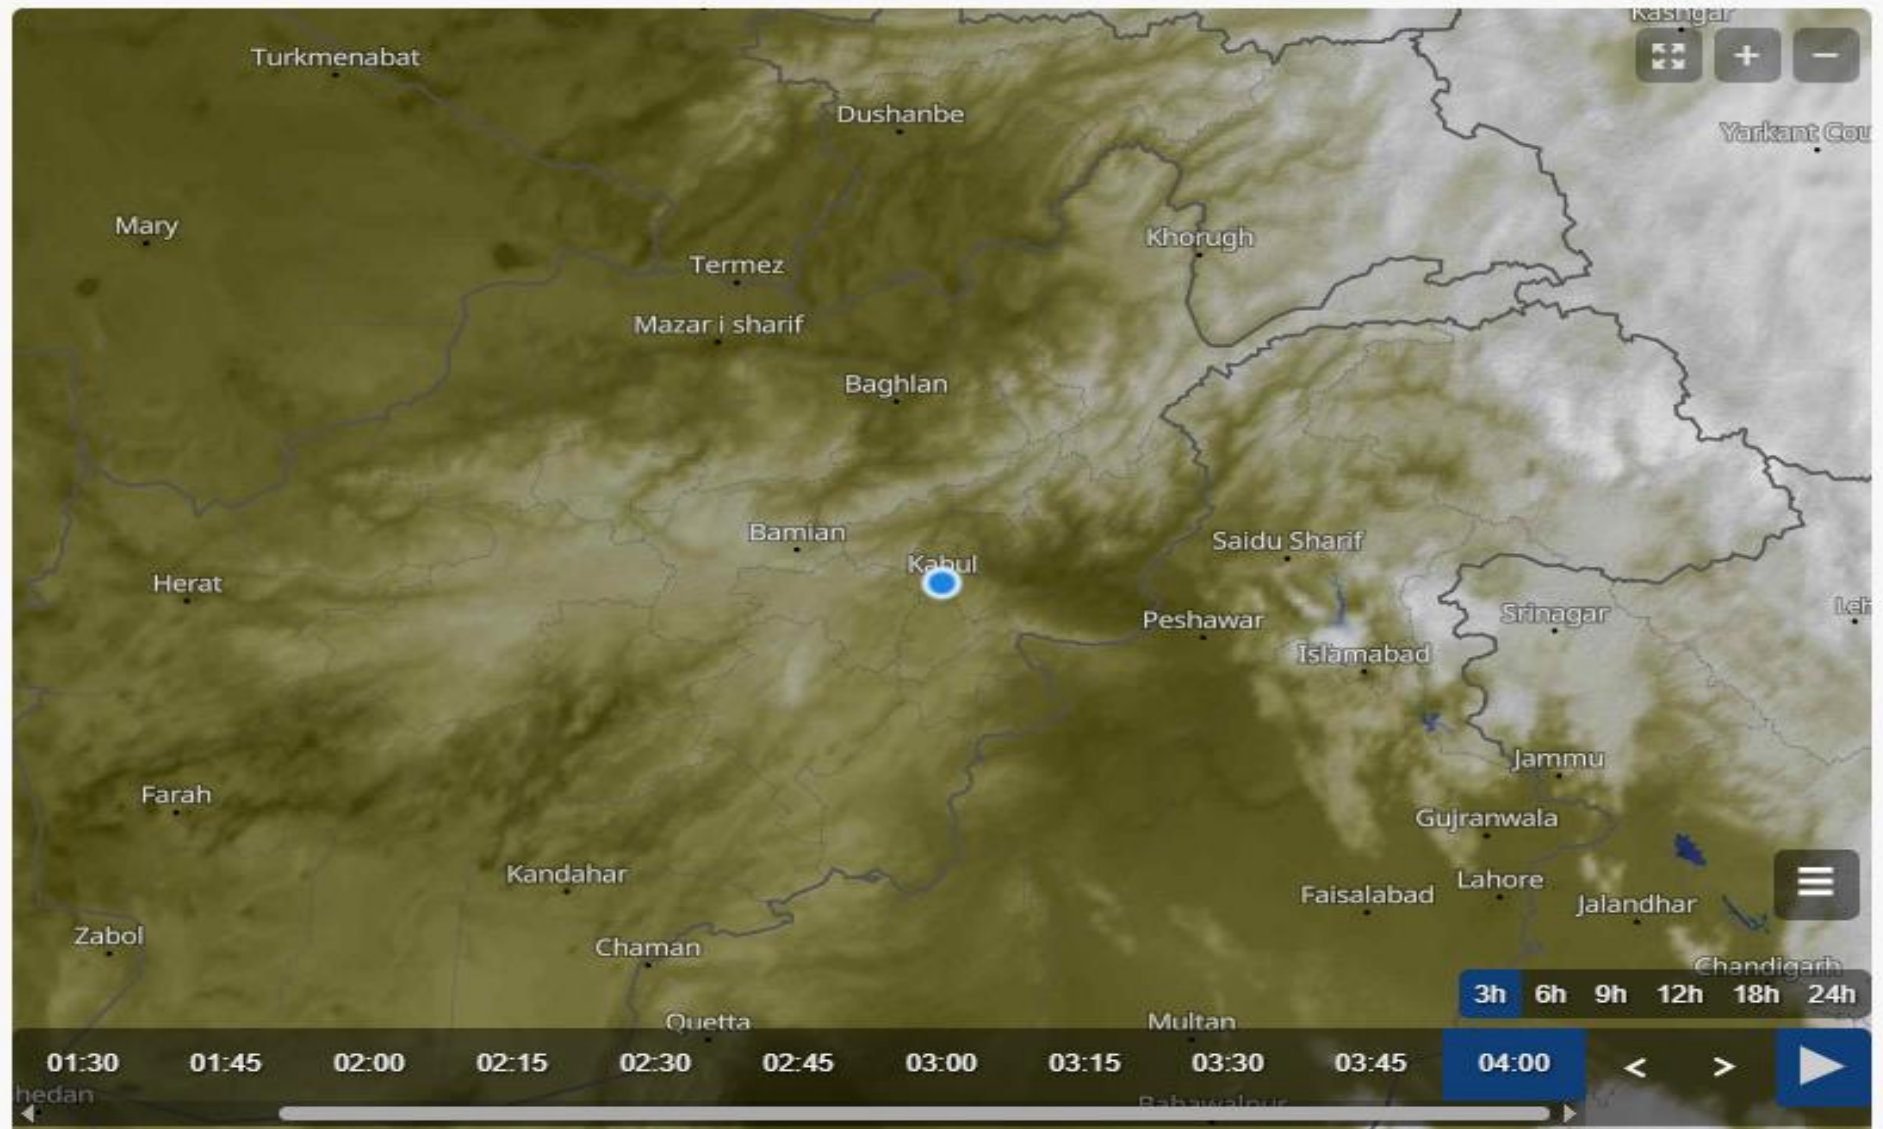 Kashgar
Turkmenabat
Dushanbe
Yarkant Cou
Mary
Khorugh
Termez
Mazar i sharif
Baghlan
Bamian
Saidu Sharif
Kabul
Herat
Peshawar
Srinagar
Leh
Islamabad
Jammu
Farah
Gujranwala
Kandahar
Lahore
Faisalabad
Jalandhar
Zabol
Chaman
Chandigarh
3h 6h 9h 12h 18h 24h
Quetta
Multan
01:30 01:45 02:00 02:15 02:30 02:45 03:00 03:15 03:30 03:45 04:00 < >
hedan
Bahawalpur